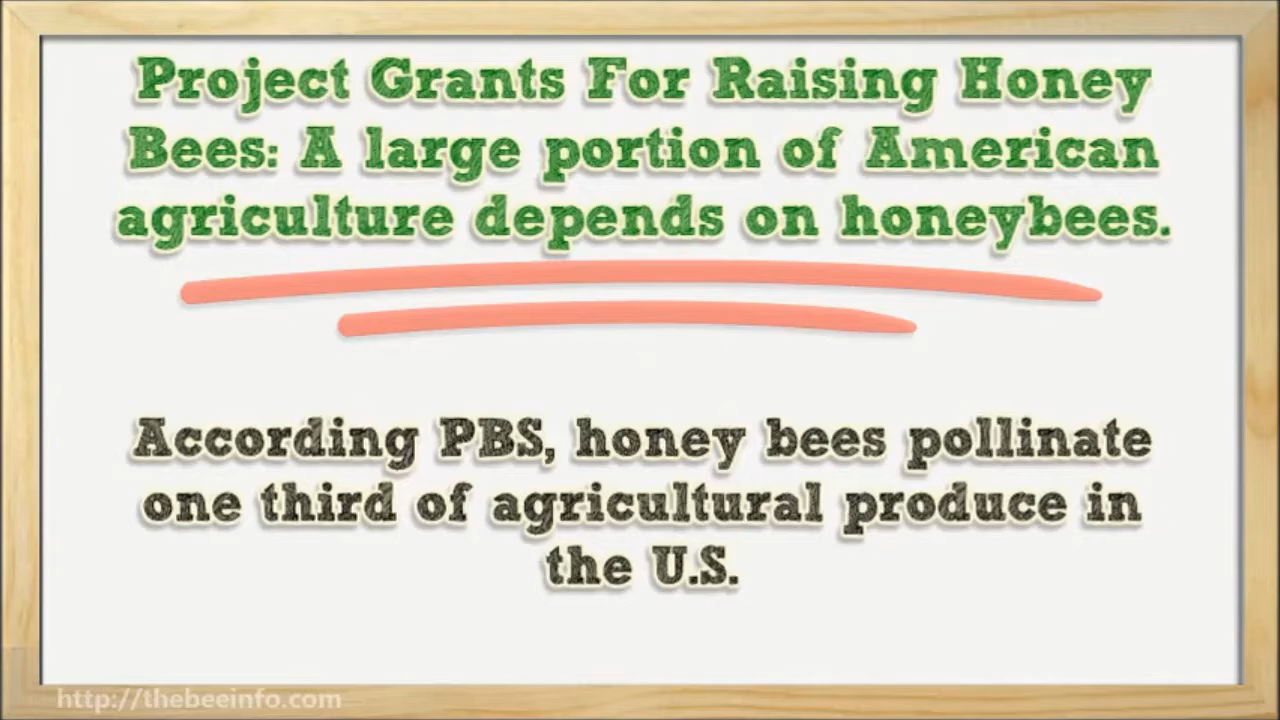 Project Grants For Raising Honey
Bees: A large portion of American
agriculture depends on honeybees.
According PBS, honey bees pollinate
one third of agricultural produce in
the U.S.
http://thebeeinfo.com